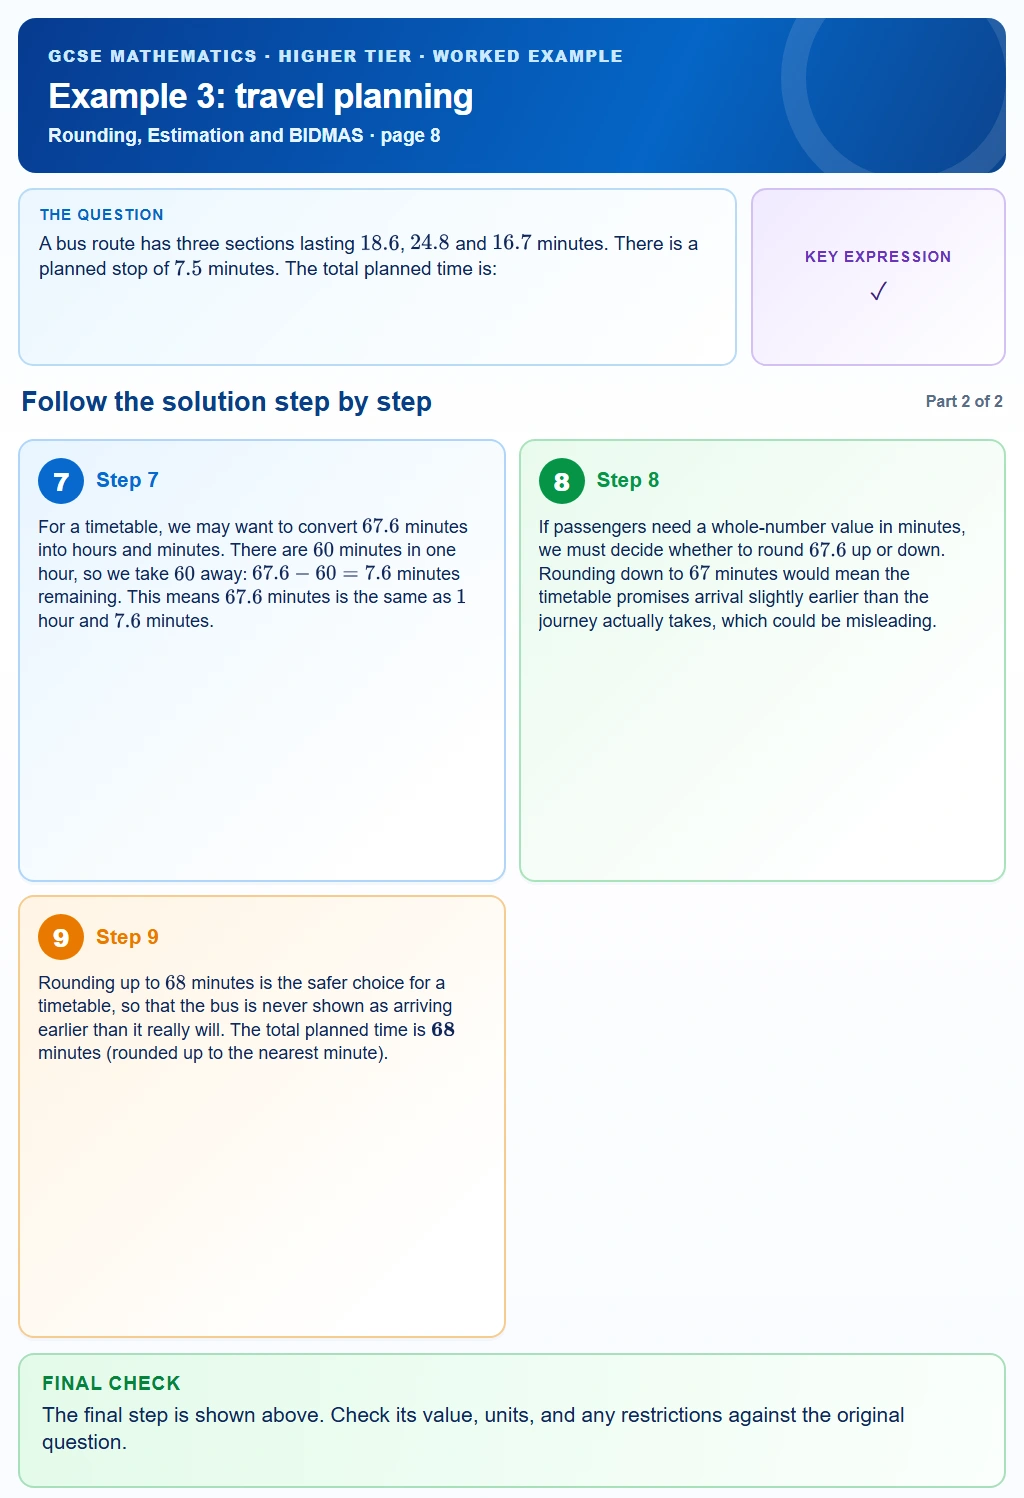 GCSE MATHEMATICS · HIGHER TIER · WORKED EXAMPLE
Example 3: travel planning
Rounding, Estimation and BIDMAS · page 8
THE QUESTION
A bus route has three sections lasting 18.6, 24.8 and 16.7 minutes. There is a
planned stop of 7.5 minutes. The total planned time is:
KEY EXPRESSION
✓
Follow the solution step by step
Part 2 of 2
7 Step 7
For a timetable, we may want to convert 67.6 minutes
into hours and minutes. There are 60 minutes in one
hour, so we take 60 away: 67.6 − 60 = 7.6 minutes
remaining. This means 67.6 minutes is the same as 1
hour and 7.6 minutes.
8 Step 8
If passengers need a whole-number value in minutes,
we must decide whether to round 67.6 up or down.
Rounding down to 67 minutes would mean the
timetable promises arrival slightly earlier than the
journey actually takes, which could be misleading.
9 Step 9
Rounding up to 68 minutes is the safer choice for a
timetable, so that the bus is never shown as arriving
earlier than it really will. The total planned time is 68
minutes (rounded up to the nearest minute).
FINAL CHECK
The final step is shown above. Check its value, units, and any restrictions against the original
question.